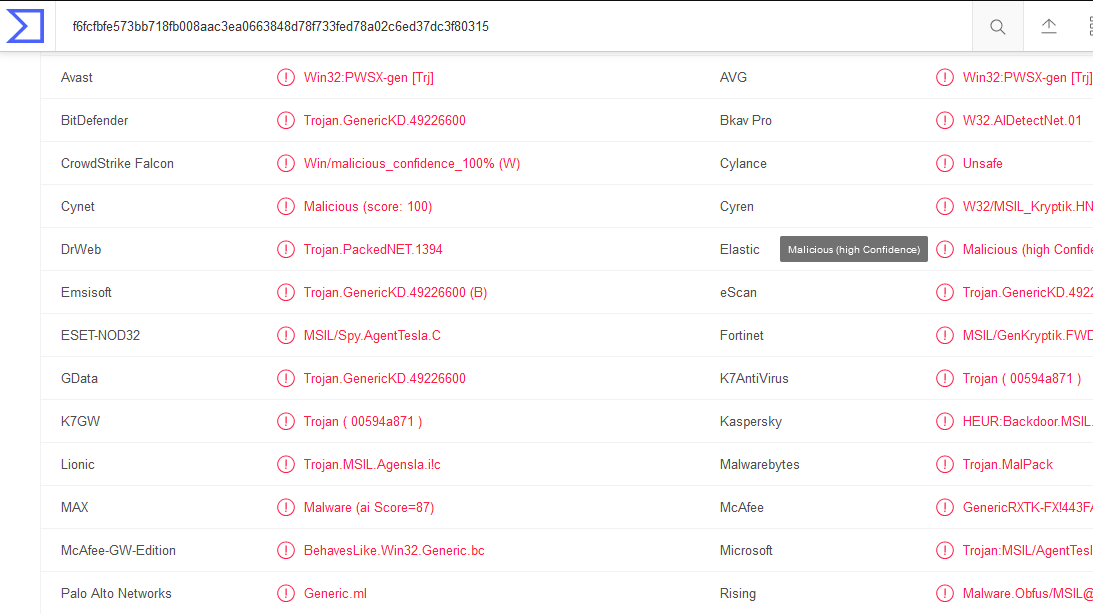 f6fcfbfe573bb718fb008aac3ea0663848d78f733fed78a02c6ed37dc3f80315
Avast Win32:PWSX-gen [Trj] AVG Win32:PWSX-gen [Trj]
BitDefender Trojan.GenericKD.49226600 Bkav Pro W32.AIDetectNet.01
CrowdStrike Falcon Win/malicious_confidence_100% (W) Cylance Unsafe
Cynet Malicious (score: 100) Cyren W32/MSIL_Kryptik.HN
DrWeb Trojan.PackedNET.1394 Elastic Malicious (high Confidence) Malicious (high Confide
Emsisoft Trojan.GenericKD.49226600 (B) eScan Trojan.GenericKD.492
ESET-NOD32 MSIL/Spy.AgentTesla.C Fortinet MSIL/GenKryptik.FWD
GData Trojan.GenericKD.49226600 K7AntiVirus Trojan ( 00594a871 )
K7GW Trojan ( 00594a871 ) Kaspersky HEUR:Backdoor.MSIL.
Lionic Trojan.MSIL.Agensla.i!c Malwarebytes Trojan.MalPack
MAX Malware (ai Score=87) McAfee GenericRXTK-FX!443FA
McAfee-GW-Edition BehavesLike.Win32.Generic.bc Microsoft Trojan:MSIL/AgentTesl
Palo Alto Networks Generic.ml Rising Malware.Obfus/MSIL@